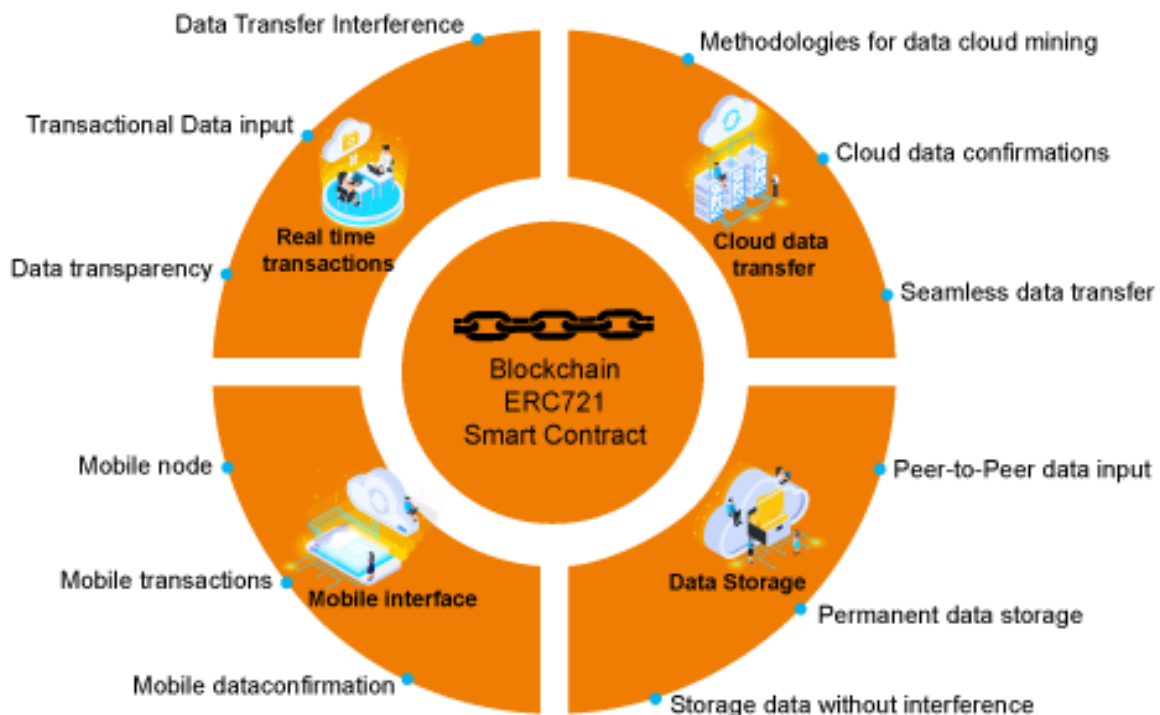 Data Transfer Interference
Methodologies for data cloud mining
Transactional Data input
Cloud data confirmations
Real time
transactions
Cloud data
transfer
Data transparency
Seamless data transfer
Blockchain
ERC721
Smart Contract
Mobile node
Peer-to-Peer data input
Mobile transactions
Mobile interface
Data Storage
Permanent data storage
Mobile dataconfirmation
Storage data without interference